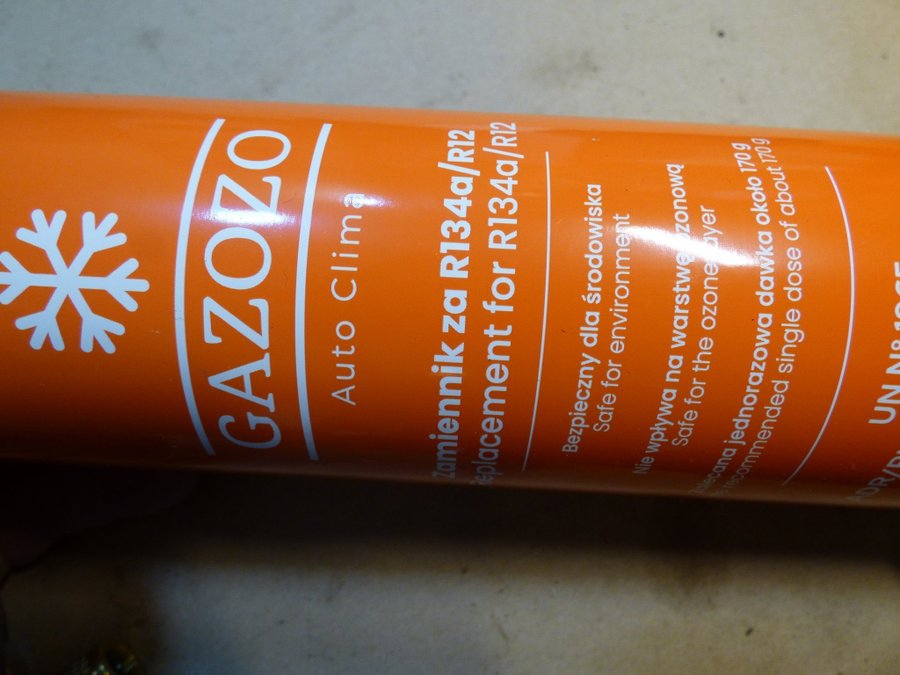 GAZOZO
Auto Clima
Zamiennik za R134a/R12
Replacement for R134a/R12
Bezpieczny dla środowiska
Safe for environment
Nie wpływa na warstwę ozonową
Safe for the ozone layer
Zalecana jednorazowa dawka około 170 g
recommended single dose of about 170 g
UN Nº